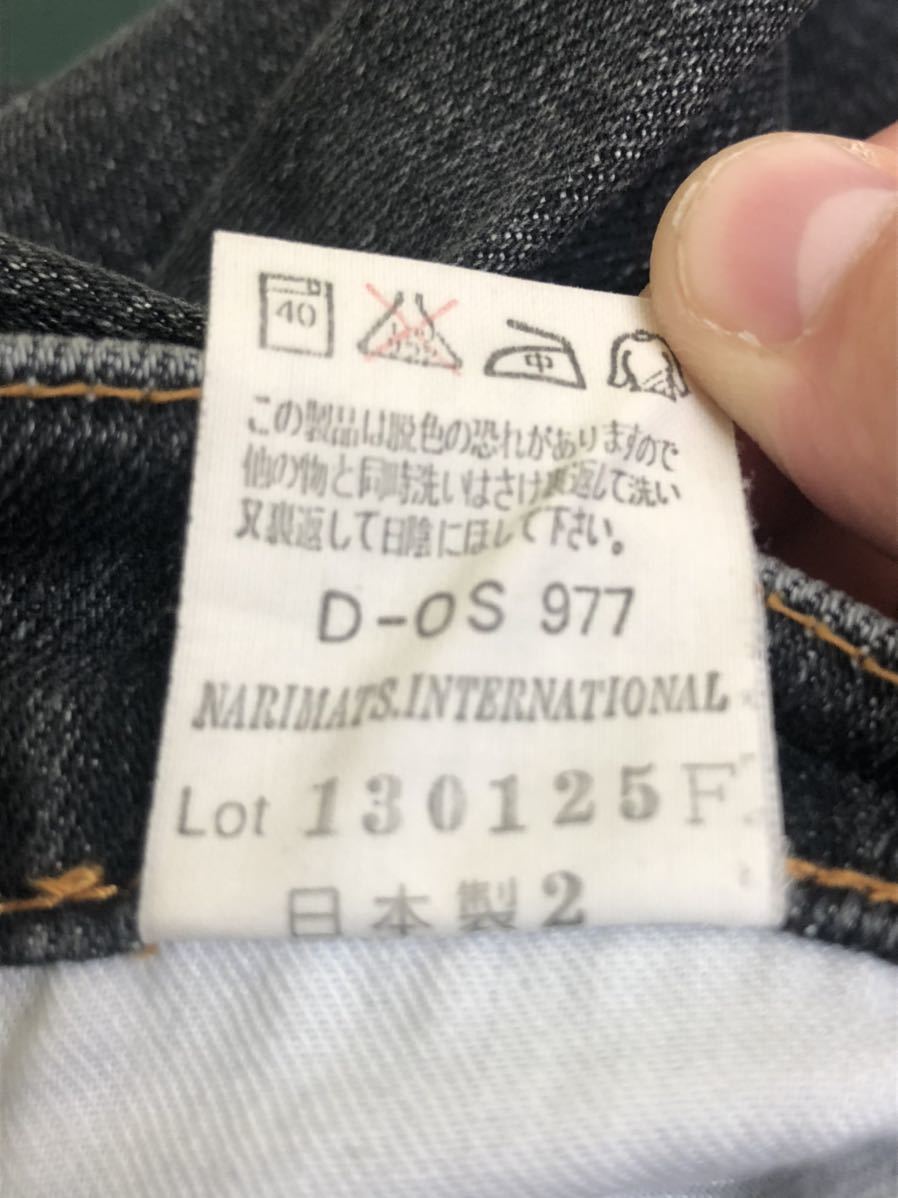 40 中
この製品は脱色の恐れがありますので
他の物と同時洗いはさけ裏返して洗い
又裏返して日陰にほして下さい。
D-OS 977
NARIMATS.INTERNATIONAL
Lot 130125F
日本製2